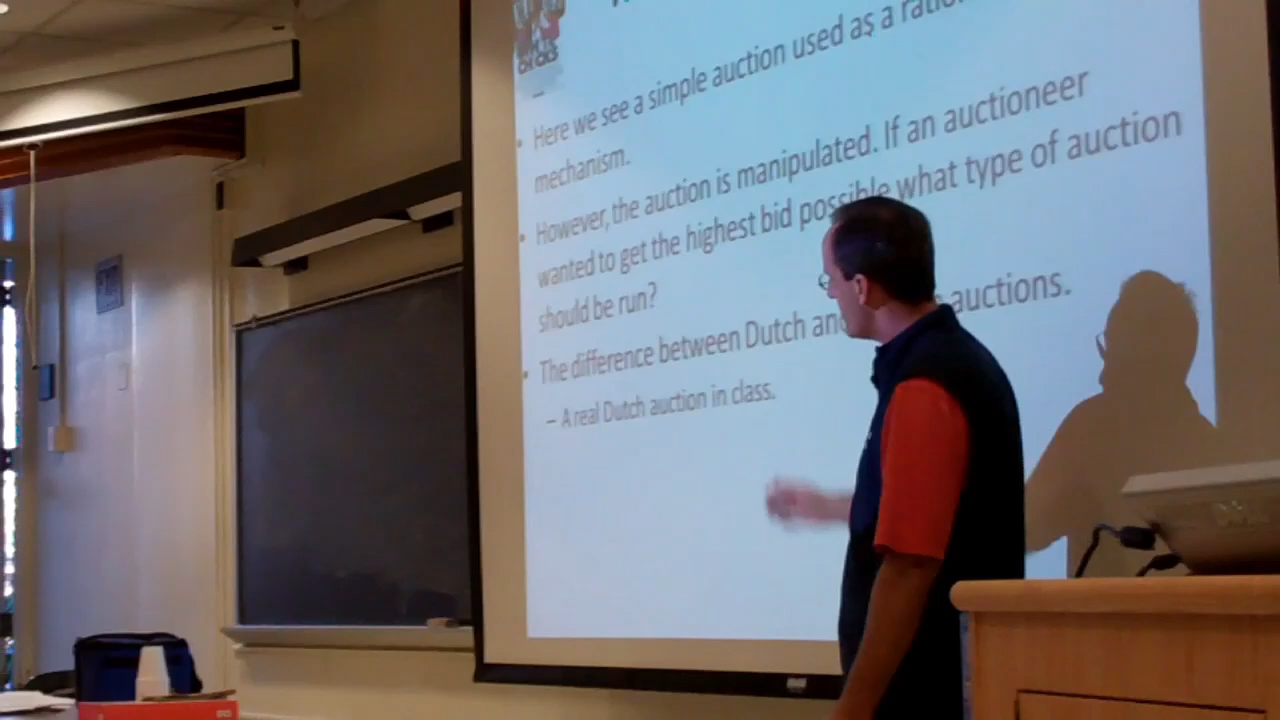 Here we see a simple auction used as a
mechanism.
However, the auction is manipulated. If an auctioneer
wanted to get the highest bid possible what type of auction
should be run?
The difference between Dutch auctions.
– A real Dutch auction in class.